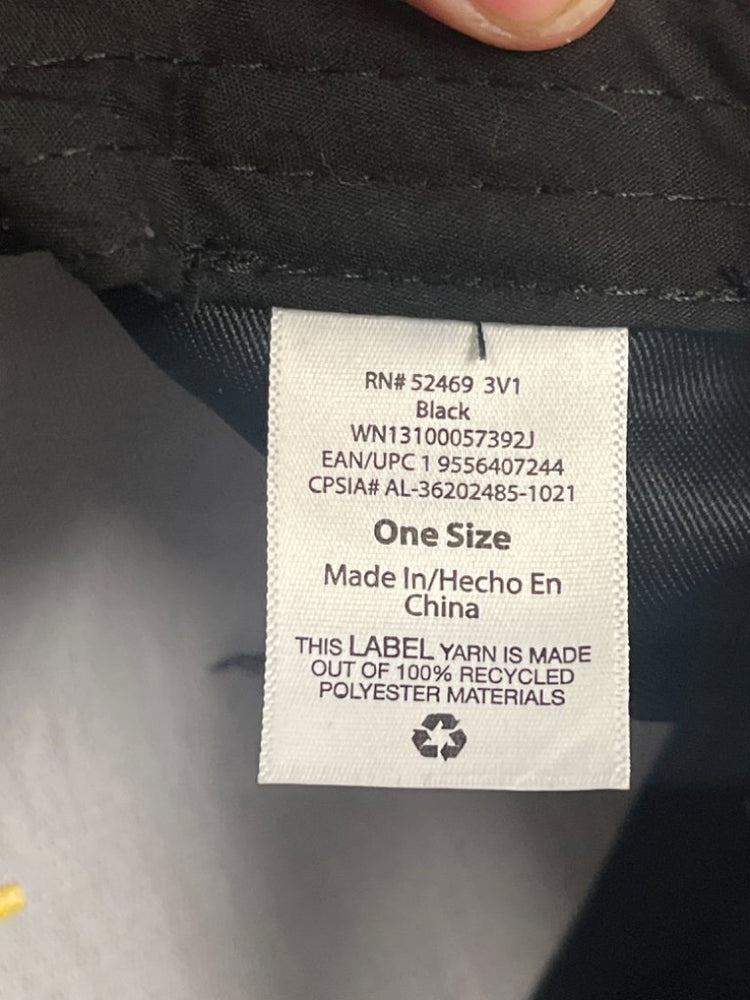 RN# 52469 3V1
Black
WN13100057392J
EAN/UPC 1 9556407244
CPSIA# AL-36202485-1021
One Size
Made In/Hecho En
China
THIS LABEL YARN IS MADE
OUT OF 100% RECYCLED
POLYESTER MATERIALS